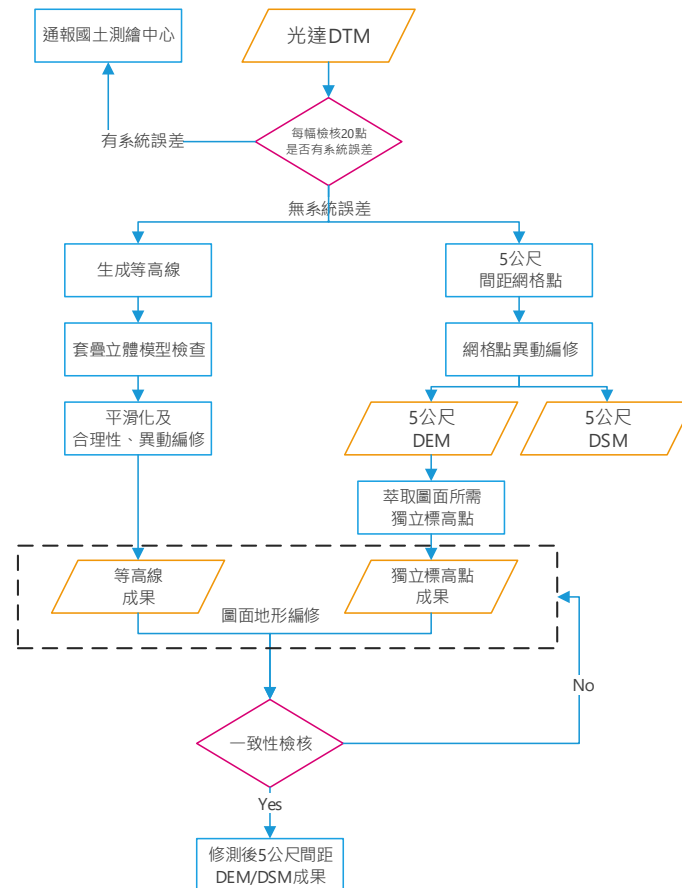 通報國土測繪中心
光達DTM
每幅檢核20點
是否有系統誤差
有系統誤差
無系統誤差
生成等高線
5公尺
間距網格點
套疊立體模型檢查
網格點異動編修
平滑化及
合理性、異動編修
5公尺
DEM
5公尺
DSM
萃取圖面所需
獨立標高點
等高線
成果
獨立標高點
成果
圖面地形編修
No
一致性檢核
Yes
修測後5公尺間距
DEM/DSM成果